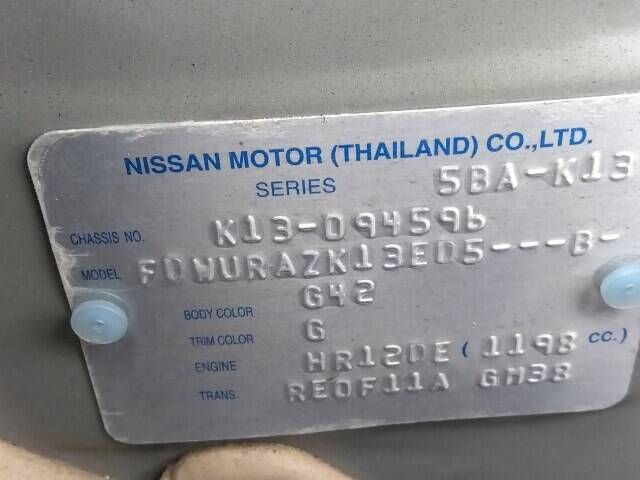 NISSAN MOTOR (THAILAND) CO.,LTD.
SERIES 5BA-K13
CHASSIS NO. K13-094596
MODEL FDWURAZK13ED5---B-
BODY COLOR G42
TRIM COLOR G
ENGINE HR12DE (1198 cc.)
TRANS RE0F11A GM38